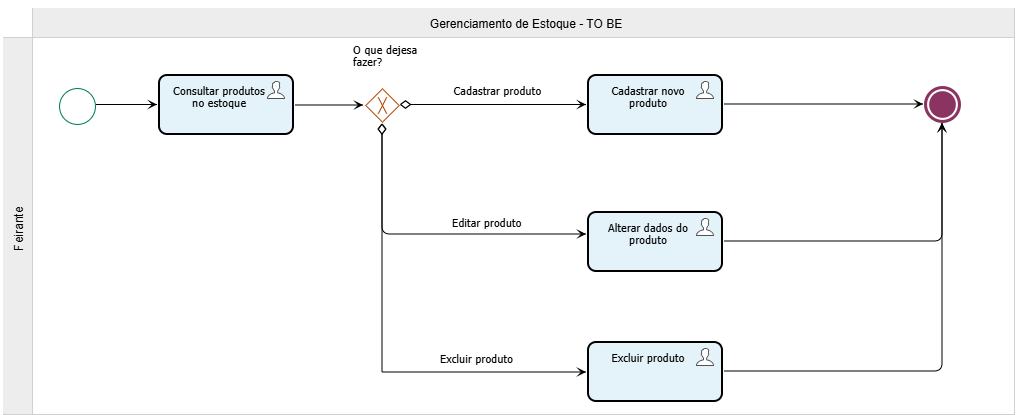 Gerenciamento de Estoque - TO BE
Feirante
Consultar produtos
no estoque
O que dejesa
fazer?
Cadastrar produto
Cadastrar novo
produto
Editar produto
Alterar dados do
produto
Excluir produto
Excluir produto